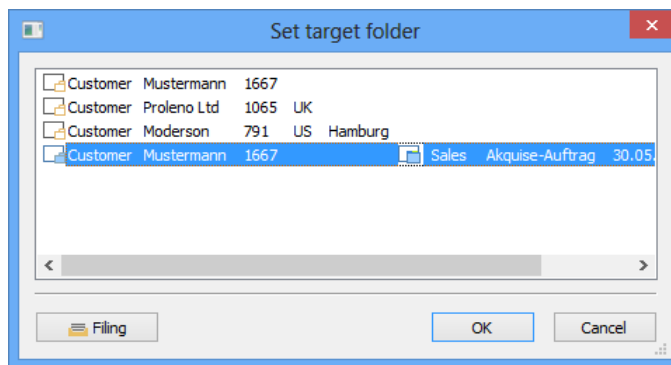 Set target folder
Customer Mustermann 1667
Customer Proleno Ltd 1065 UK
Customer Moderson 791 US Hamburg
Customer Mustermann 1667 Sales Akquise-Auftrag 30.05.
Filing OK Cancel